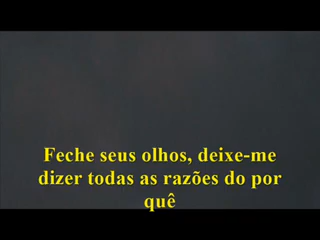 Feche seus olhos, deixe-me
dizer todas as razões do por
quê